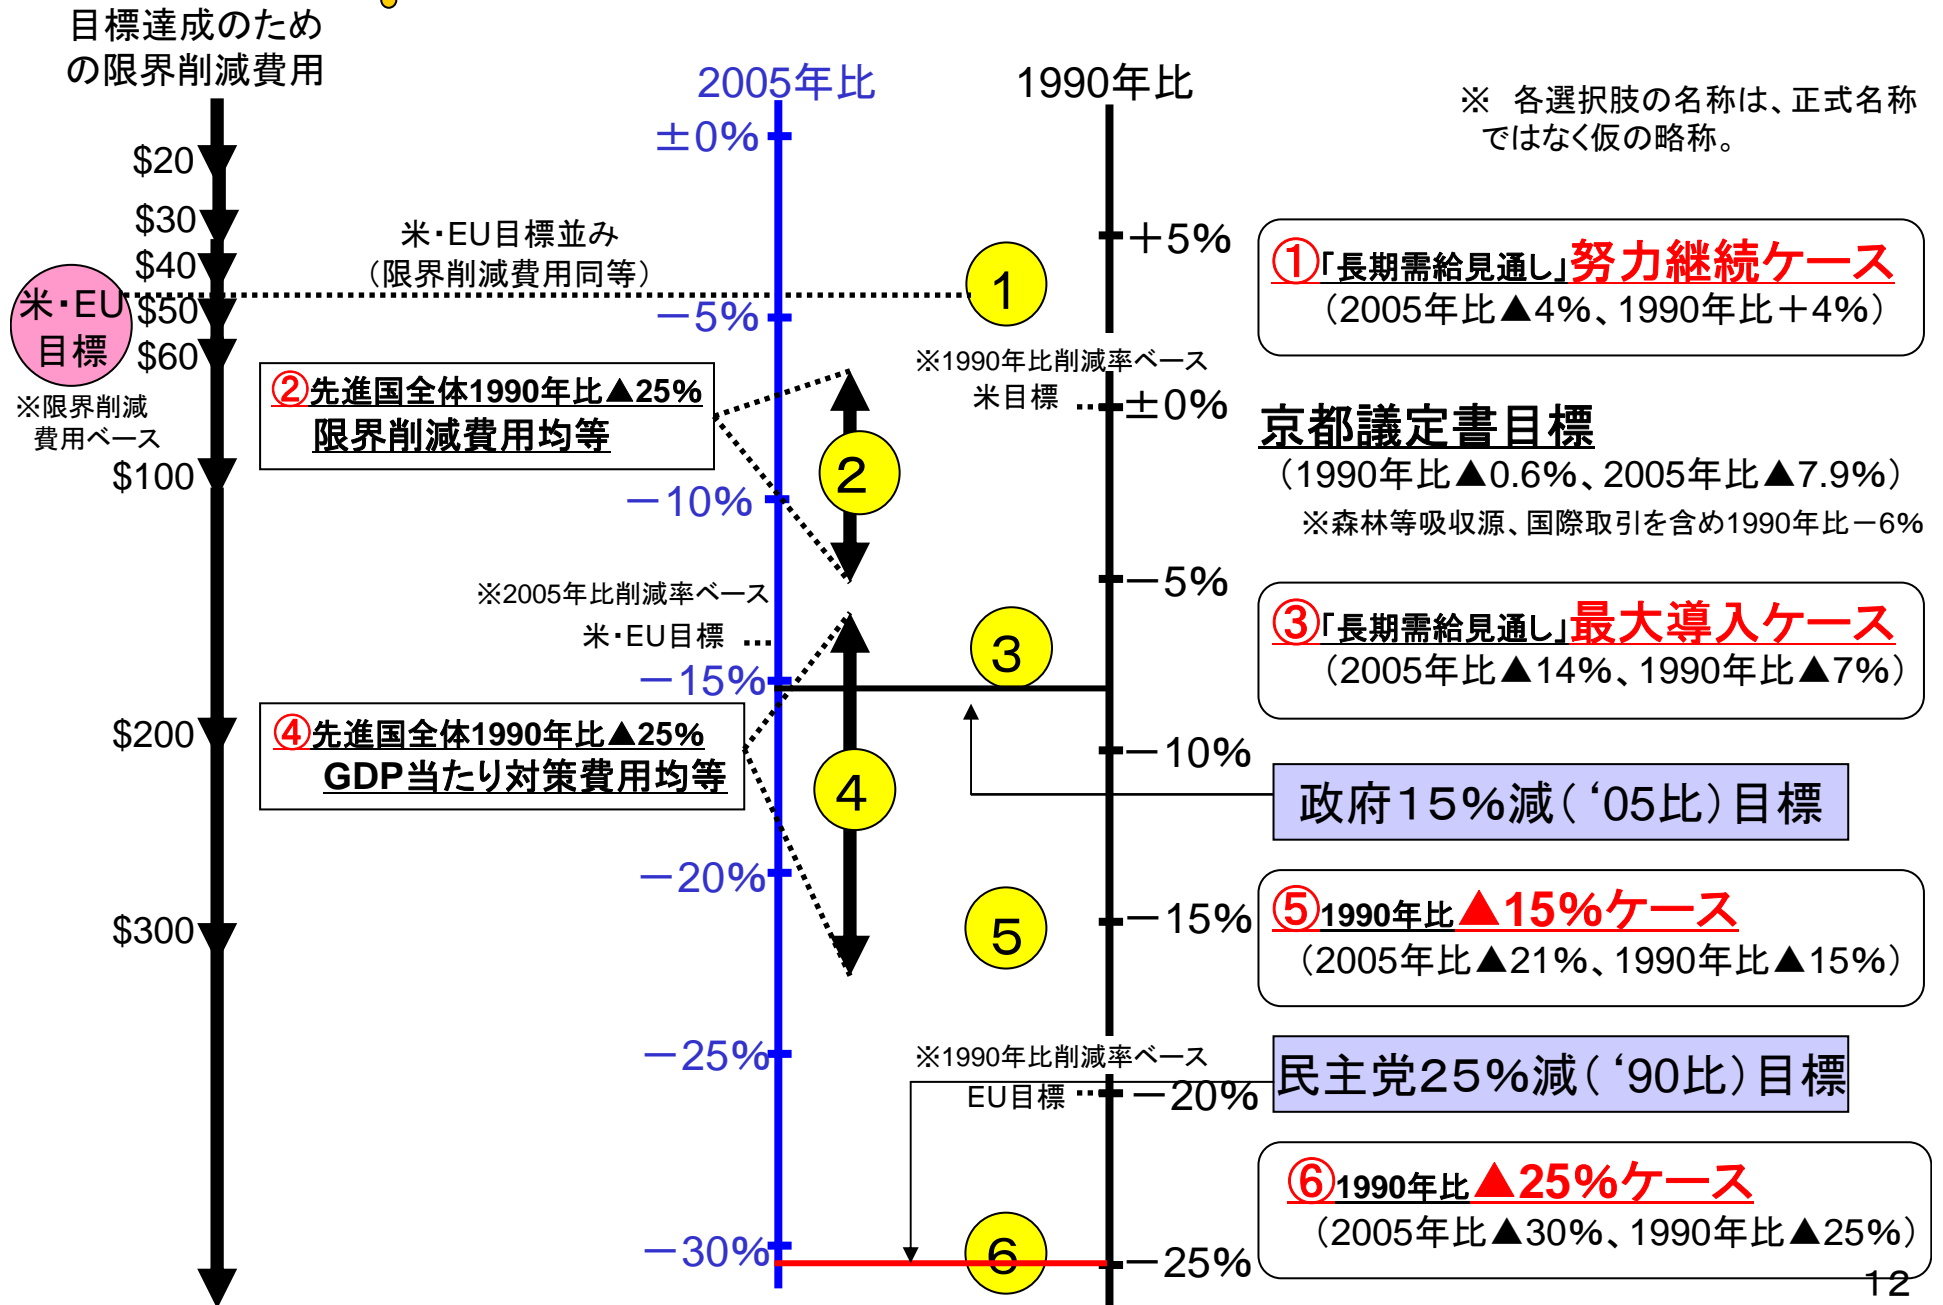 目標達成のため
の限界削減費用
2005年比
1990年比
※　各選択肢の名称は、正式名称
ではなく仮の略称。
$20
$30
$40
$50
$60
$100
$200
$300
米・EU
目標
※限界削減
費用ベース
米・EU目標並み
（限界削減費用同等）
±0%
－5%
－10%
－15%
－20%
－25%
－30%
②先進国全体1990年比▲25%
限界削減費用均等
※2005年比削減率ベース
米・EU目標
④先進国全体1990年比▲25%
GDP当たり対策費用均等
1
2
3
4
5
6
＋5%
※1990年比削減率ベース
米目標
±0%
－5%
－10%
－15%
※1990年比削減率ベース
EU目標
－20%
－25%
①「長期需給見通し」努力継続ケース
（2005年比▲4%、1990年比＋4%）
京都議定書目標
（1990年比▲0.6%、2005年比▲7.9%）
※森林等吸収源、国際取引を含め1990年比－6%
③「長期需給見通し」最大導入ケース
（2005年比▲14%、1990年比▲7%）
政府１５％減（‘05比）目標
⑤1990年比▲15%ケース
（2005年比▲21%、1990年比▲15%）
民主党２５％減（‘90比）目標
⑥1990年比▲25%ケース
（2005年比▲30%、1990年比▲25%）
12